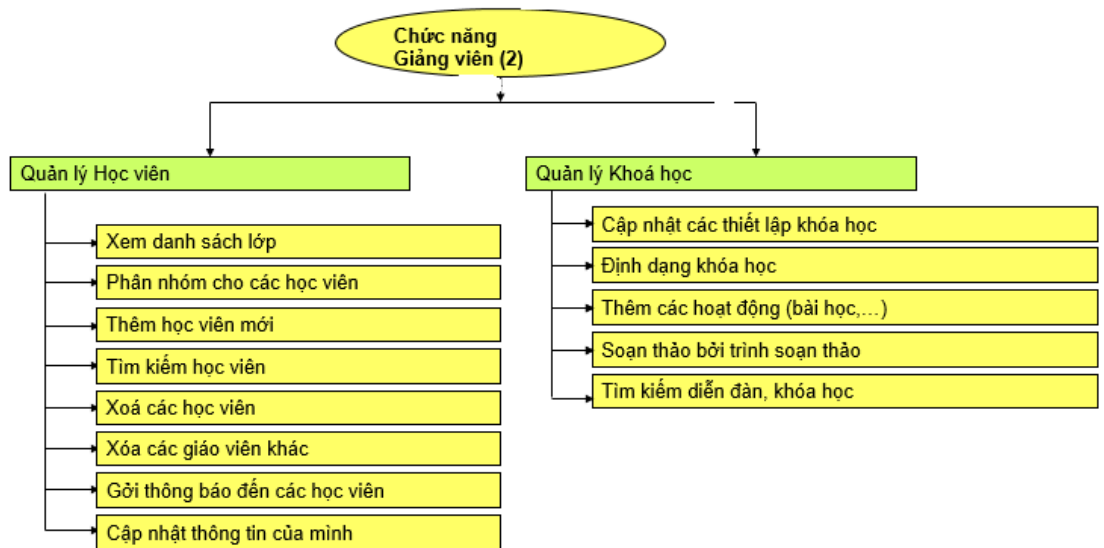 Chức năng
Giảng viên (2)
Quản lý Học viên
Xem danh sách lớp
Phân nhóm cho các học viên
Thêm học viên mới
Tìm kiếm học viên
Xoá các học viên
Xóa các giáo viên khác
Gởi thông báo đến các học viên
Cập nhật thông tin của mình
Quản lý Khoá học
Cập nhật các thiết lập khóa học
Định dạng khóa học
Thêm các hoạt động (bài học,...)
Soạn thảo bởi trình soạn thảo
Tìm kiếm diễn đàn, khóa học